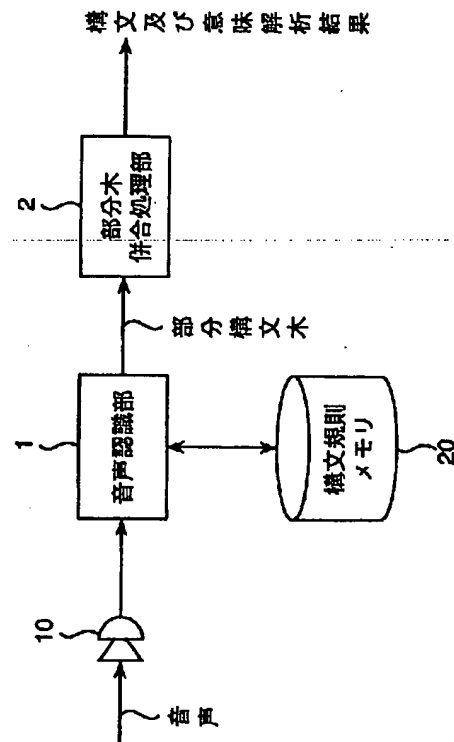 音声
10
1
音声認識部
部分構文木
構文規則
メモリ
20
2
部分木
併合処理部
構文及び意味解析結果